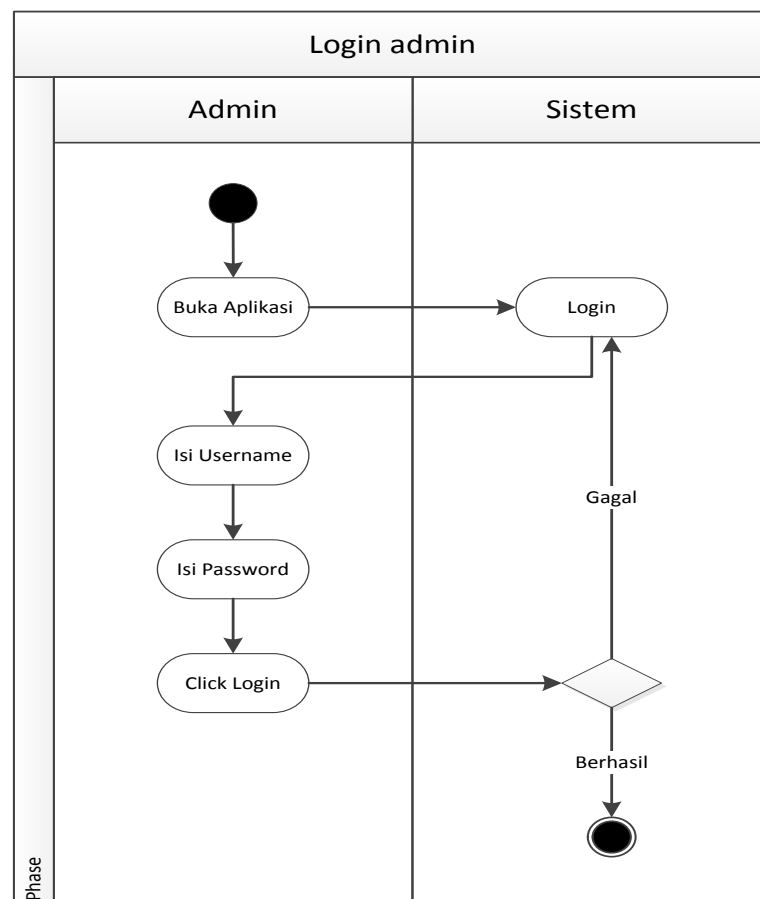 Login admin
Admin
Sistem
Buka Aplikasi
Login
Isi Username
Gagal
Isi Password
Click Login
Berhasil
Phase